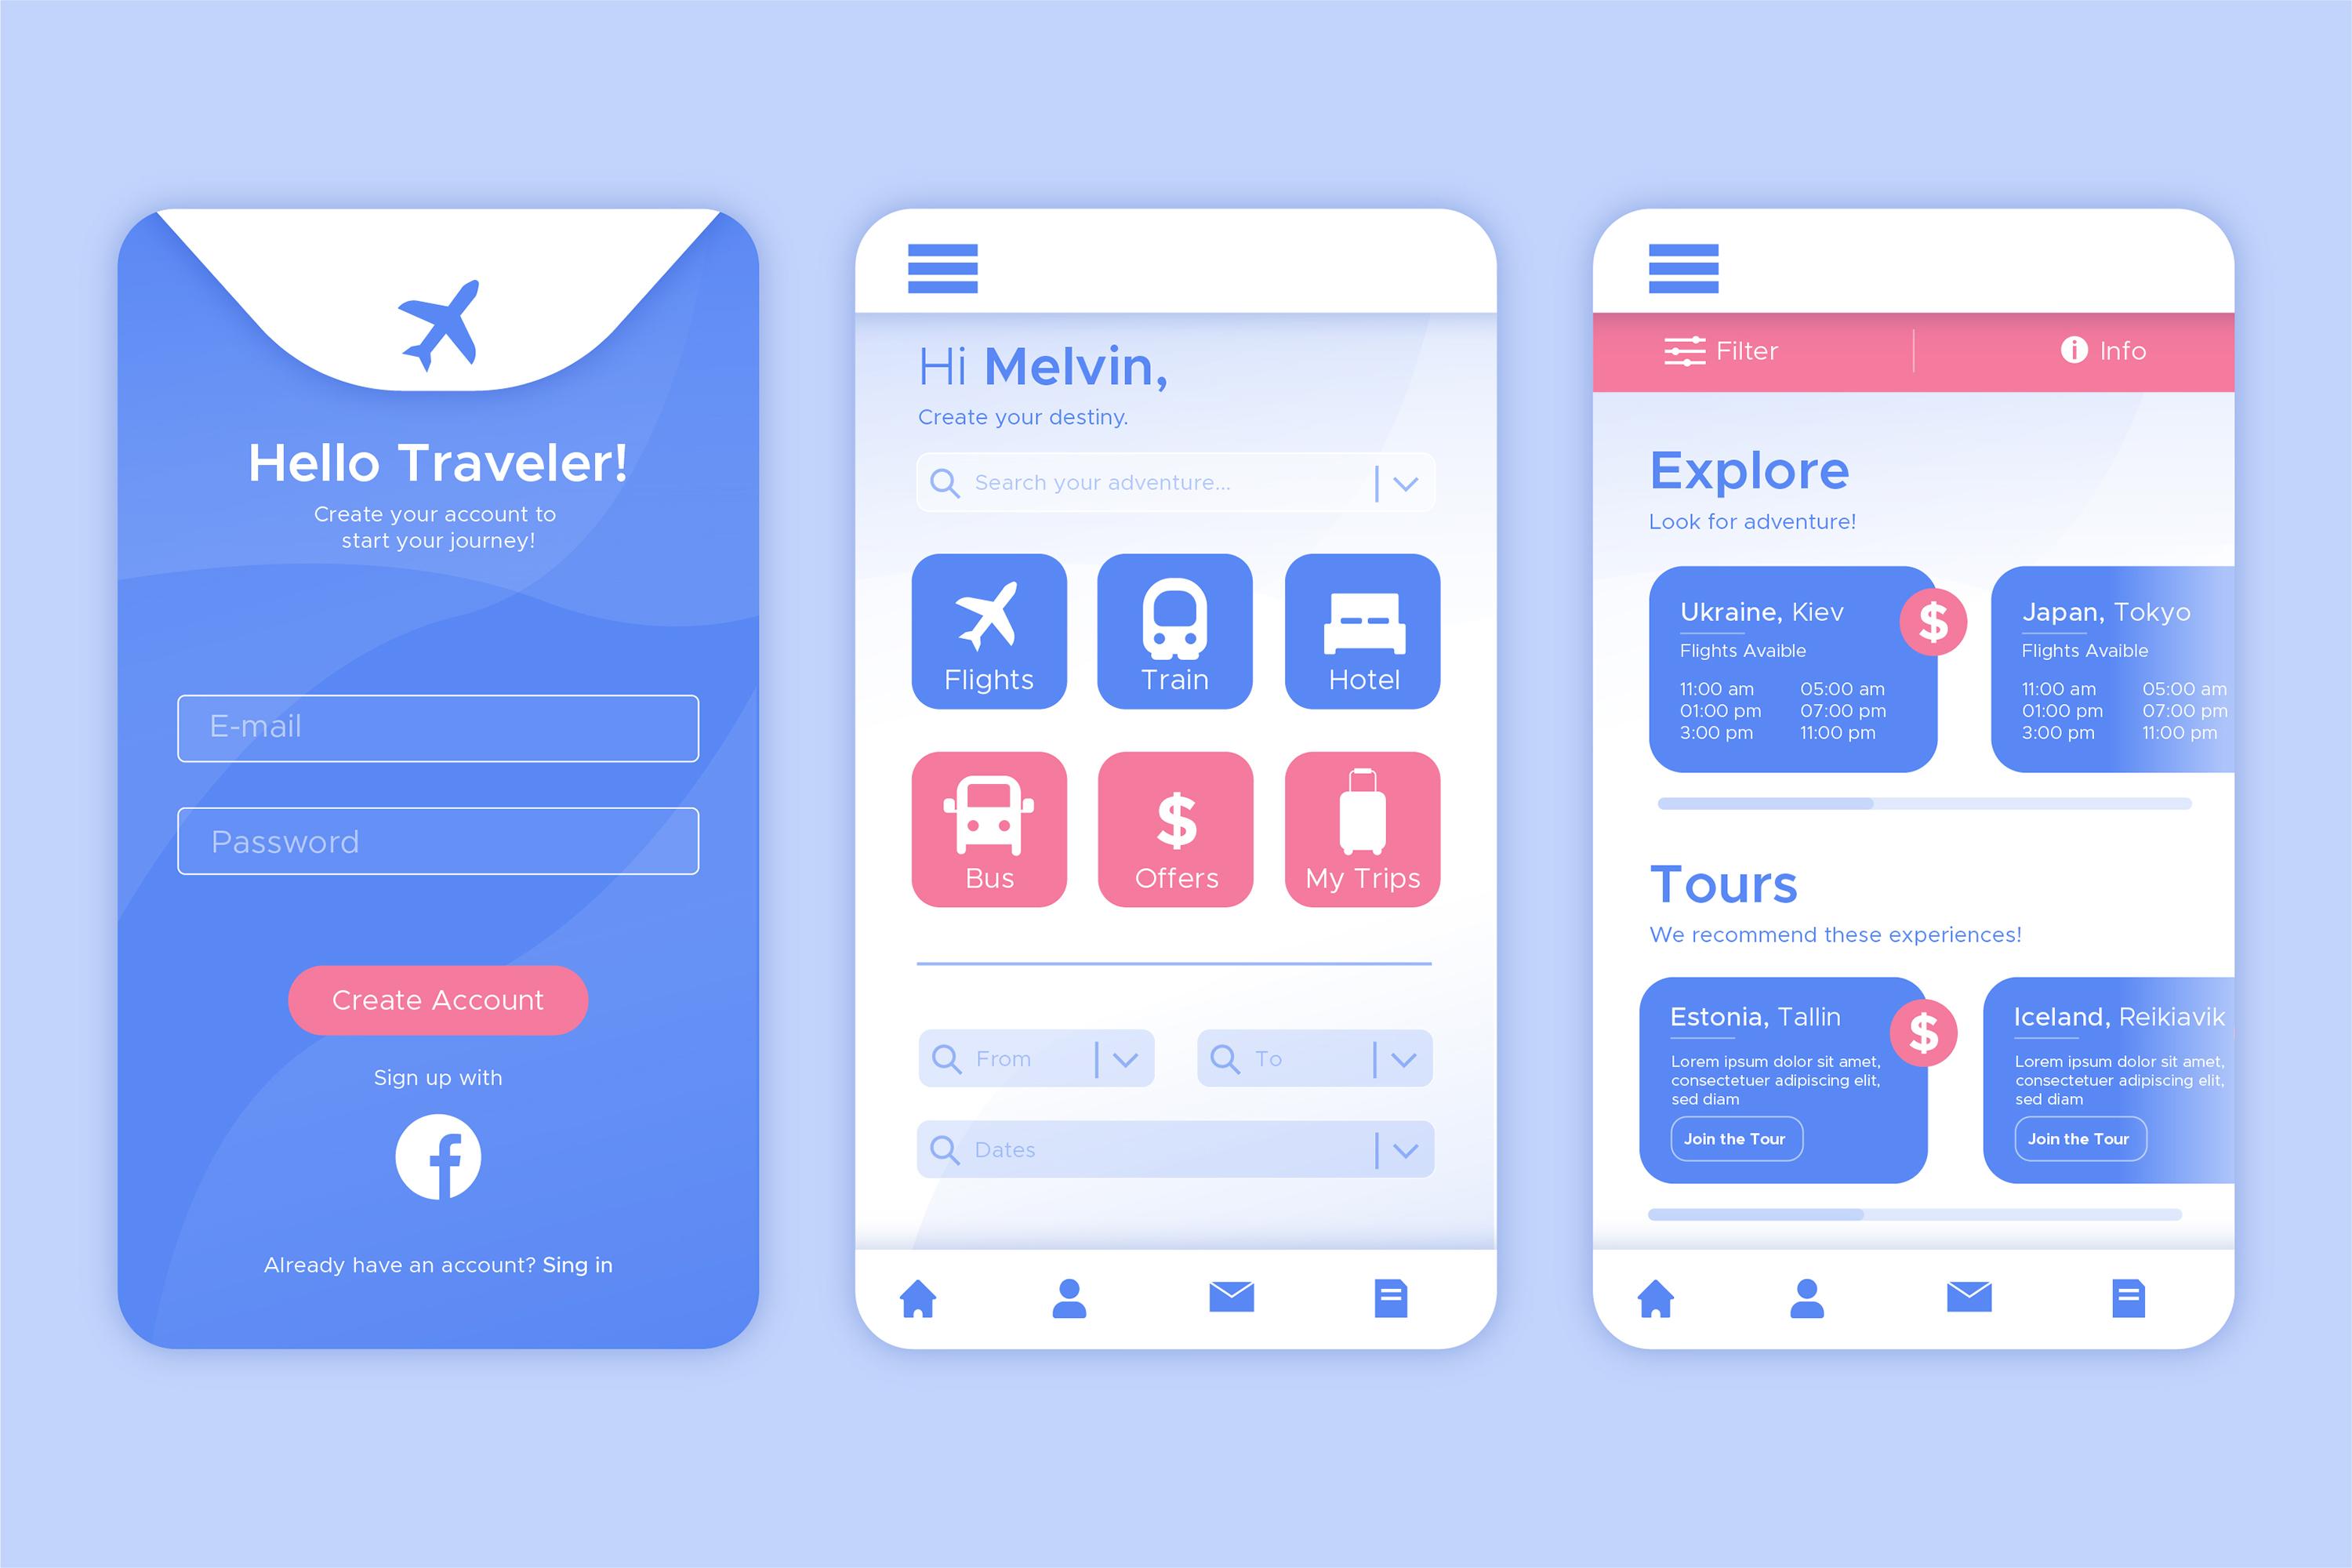 Hello Traveler!
Create your account to
start your journey!
E-mail
Password
Create Account
Sign up with
Already have an account? Sing in
Hi Melvin,
Create your destiny.
Search your adventure...
Flights
Train
Hotel
Bus
$
Offers
My Trips
From
To
Dates
Filter
Info
Explore
Look for adventure!
Ukraine, Kiev
$
Flights Avaible
11:00 am 05:00 am
01:00 pm 07:00 pm
3:00 pm 11:00 pm
Japan, Tokyo
Flights Avaible
11:00 am 05:00 am
01:00 pm 07:00 pm
3:00 pm 11:00 pm
Tours
We recommend these experiences!
Estonia, Tallin
$
Lorem ipsum dolor sit amet,
consectetuer adipiscing elit,
sed diam
Join the Tour
Iceland, Reikiavik
Lorem ipsum dolor sit amet,
consectetuer adipiscing elit,
sed diam
Join the Tour